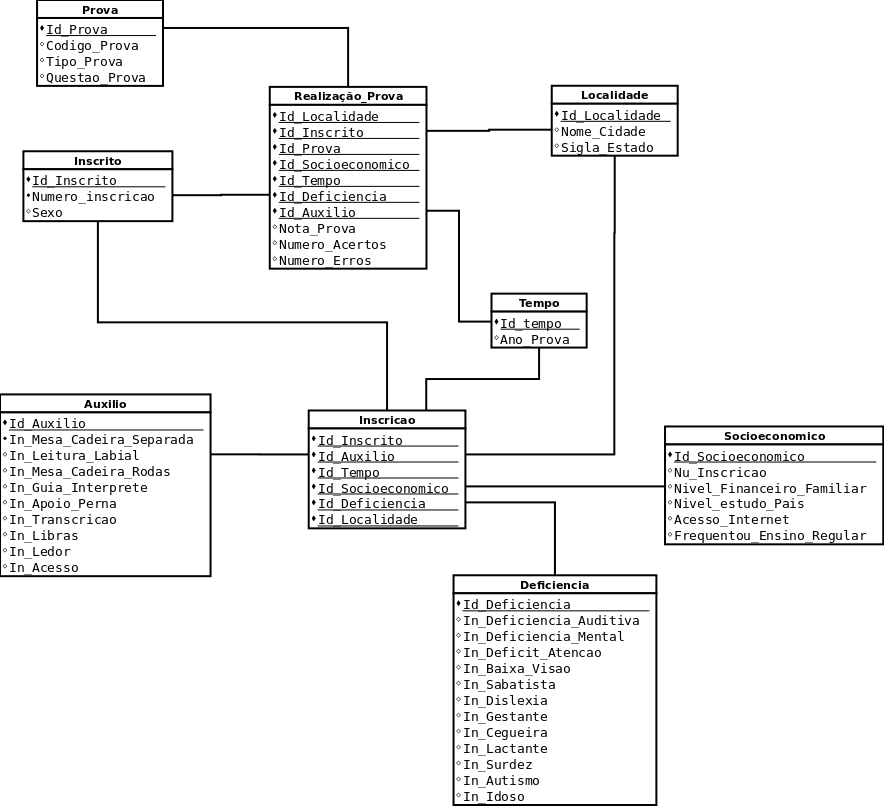 Prova
Id_Prova
Codigo_Prova
Tipo_Prova
Questao_Prova
Realização_Prova
Id_Localidade
Id_Inscrito
Id_Prova
Id_Socioeconomico
Id_Tempo
Id_Deficiencia
Id_Auxilio
Nota_Prova
Numero_Acertos
Numero_Erros
Localidade
Id_Localidade
Nome_Cidade
Sigla_Estado
Inscrito
Id_Inscrito
Numero_inscricao
Sexo
Tempo
Id_tempo
Ano_Prova
Auxilio
Id_Auxilio
In_Mesa_Cadeira_Separada
In_Leitura_Labial
In_Mesa_Cadeira_Rodas
In_Guia_Interprete
In_Apoio_Perna
In_Transcricao
In_Libras
In_Ledor
In_Acesso
Inscricao
Id_Inscrito
Id_Auxilio
Id_Tempo
Id_Socioeconomico
Id_Deficiencia
Id_Localidade
Socioeconomico
Id_Socioeconomico
Nu_Inscricao
Nivel_Financeiro_Familiar
Nivel_estudo_Pais
Acesso_Internet
Frequentou_Ensino_Regular
Deficiencia
Id_Deficiencia
In_Deficiencia_Auditiva
In_Deficiencia_Mental
In_Deficit_Atencao
In_Baixa_Visao
In_Sabatista
In_Dislexia
In_Gestante
In_Cegueira
In_Lactante
In_Surdez
In_Autismo
In_Idoso